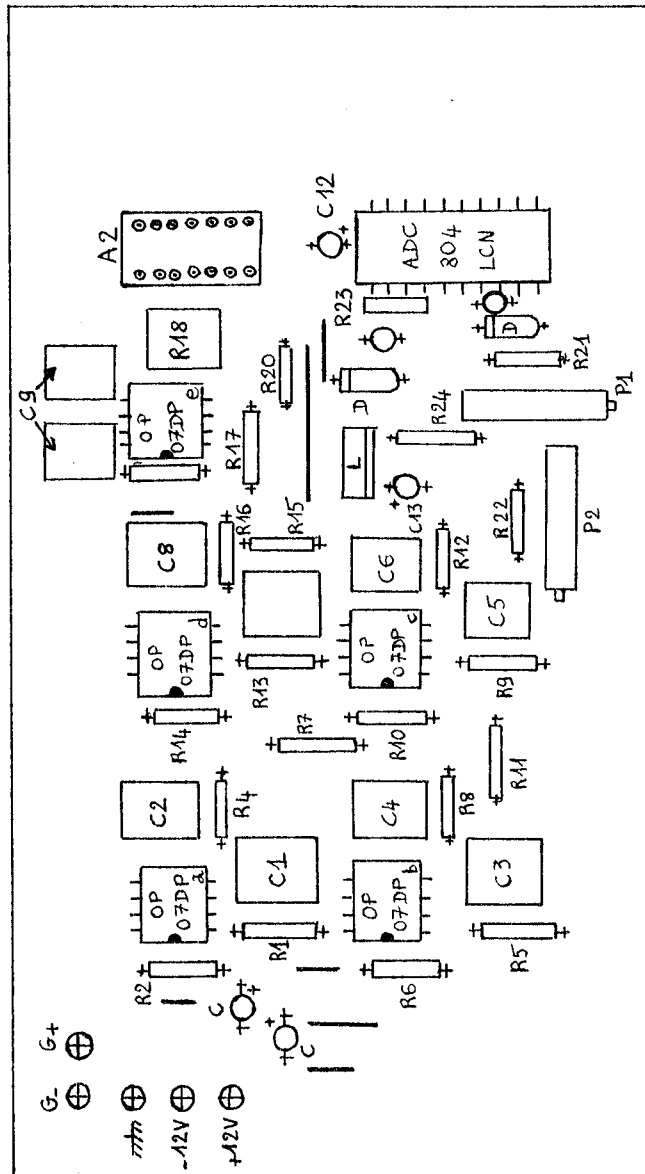 A2
C12
ADC
804
LCN
R23
D
R21
R18
C9
R20
D
P1
R24
OP
07DP
e
R17
L
C13
R22
P2
R16
R15
R12
C8
C6
C5
OP
07DP
d
OP
07DP
c
R13
R9
R14
R7
R10
R11
C2
R4
C4
R8
C1
C3
OP
07DP
a
OP
07DP
b
R1
R5
R2
R6
C
C
G+
G-
-12V
+12V